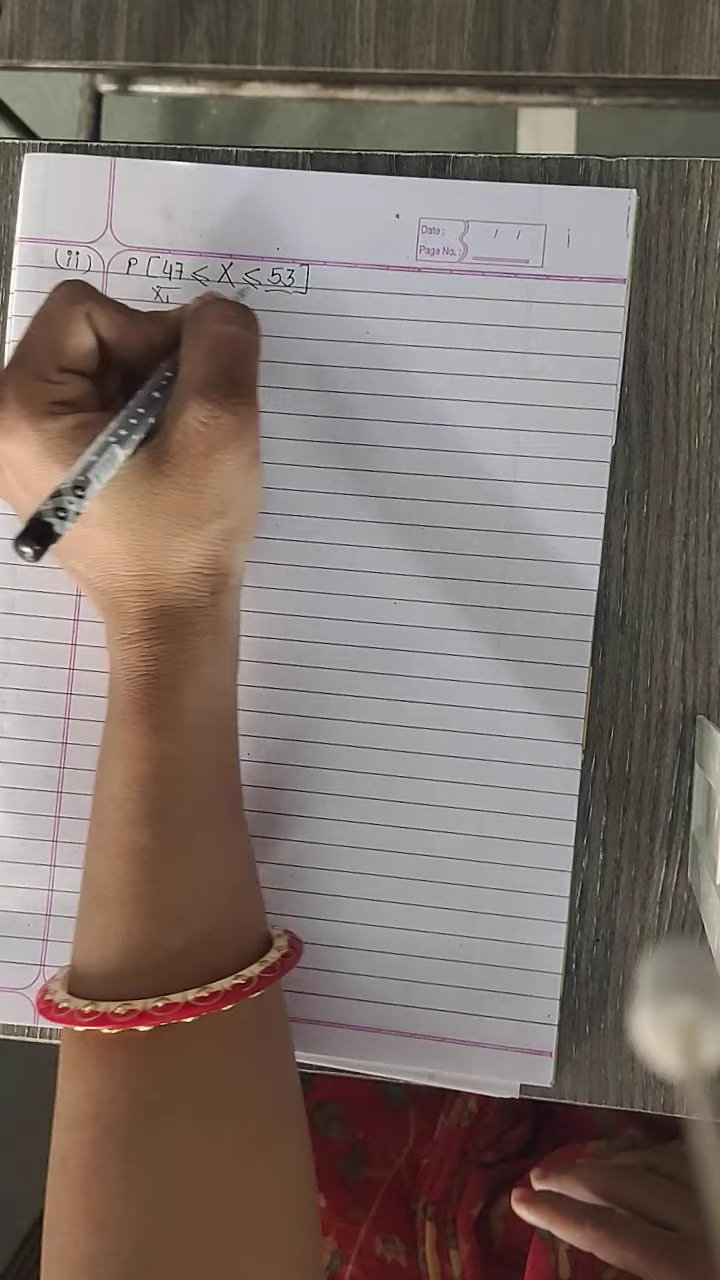 Date : / /
Page No. :
(ii) P [47 ≤ X ≤ 53]
X₁